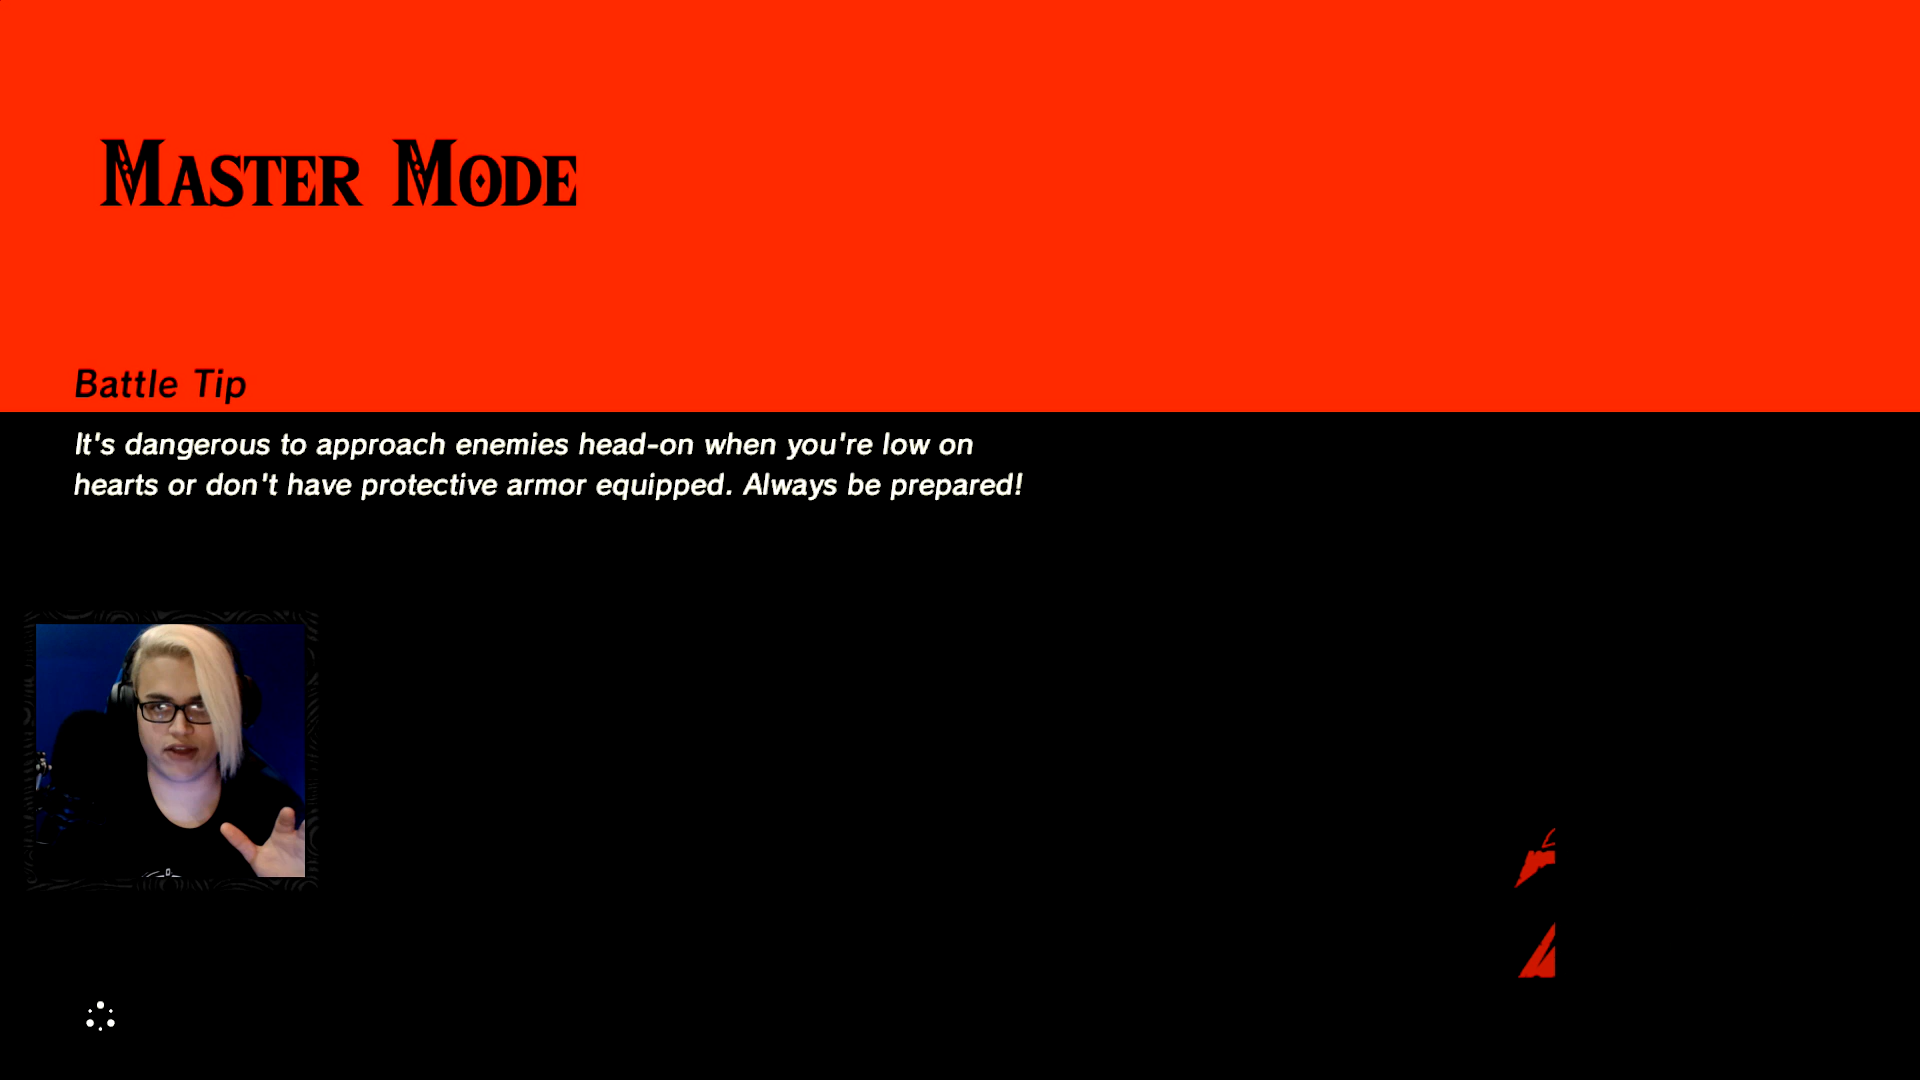 Master Mode
Battle Tip
It's dangerous to approach enemies head-on when you're low on
hearts or don't have protective armor equipped. Always be prepared!